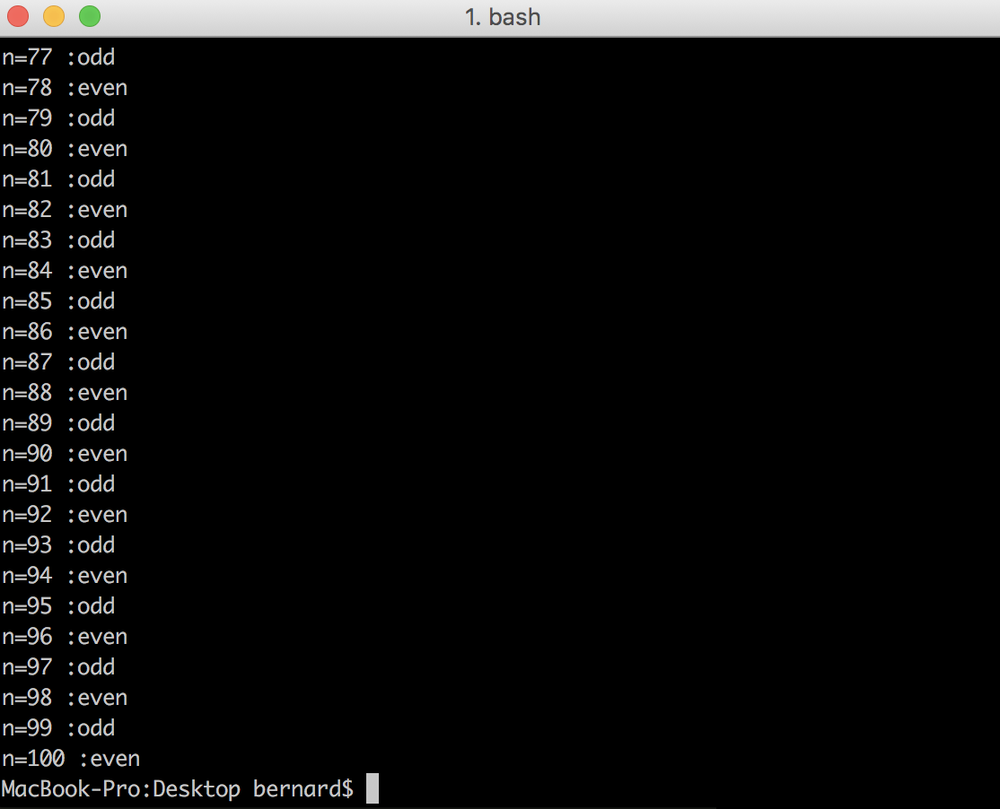 1. bash
n=77 :odd
n=78 :even
n=79 :odd
n=80 :even
n=81 :odd
n=82 :even
n=83 :odd
n=84 :even
n=85 :odd
n=86 :even
n=87 :odd
n=88 :even
n=89 :odd
n=90 :even
n=91 :odd
n=92 :even
n=93 :odd
n=94 :even
n=95 :odd
n=96 :even
n=97 :odd
n=98 :even
n=99 :odd
n=100 :even
MacBook-Pro:Desktop bernard$